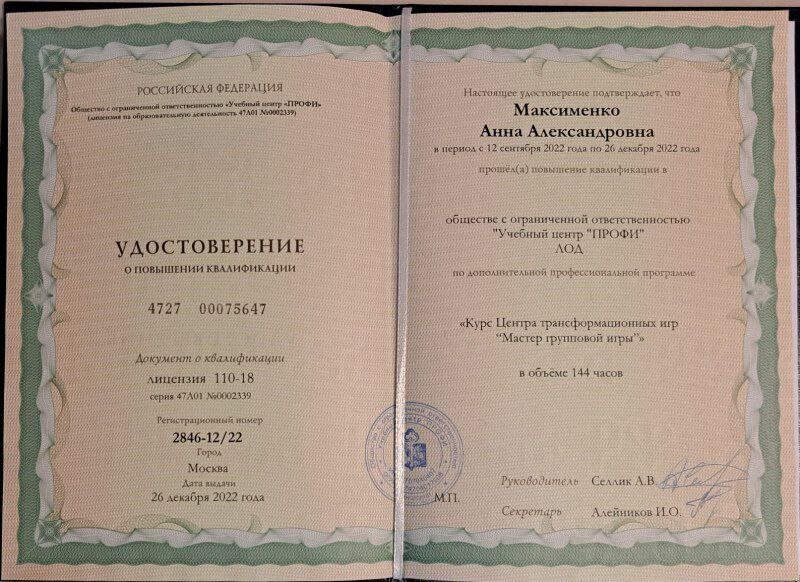 РОССИЙСКАЯ ФЕДЕРАЦИЯ
Общество с ограниченной ответственностью «Учебный центр «ПРОФИ»
(лицензия на образовательную деятельность 47Л01 №0002339)
УДОСТОВЕРЕНИЕ
О ПОВЫШЕНИИ КВАЛИФИКАЦИИ
4727 00075647
Документ о квалификации
лицензия 110-18
серия 47Л01 №0002339
Регистрационный номер
2846-12/22
Город
Москва
Дата выдачи
26 декабря 2022 года
Настоящее удостоверение подтверждает, что
Максименко
Анна Александровна
в период с 12 сентября 2022 года по 26 декабря 2022 года
прошёл(а) повышение квалификации в
обществе с ограниченной ответственностью
"Учебный центр "ПРОФИ"
ЛОД
по дополнительной профессиональной программе
«Курс Центра трансформационных игр
"Мастер групповой игры"»
в объёме 144 часов
М.П.
Руководитель Селлик А.В.
Секретарь Алейников И.О.